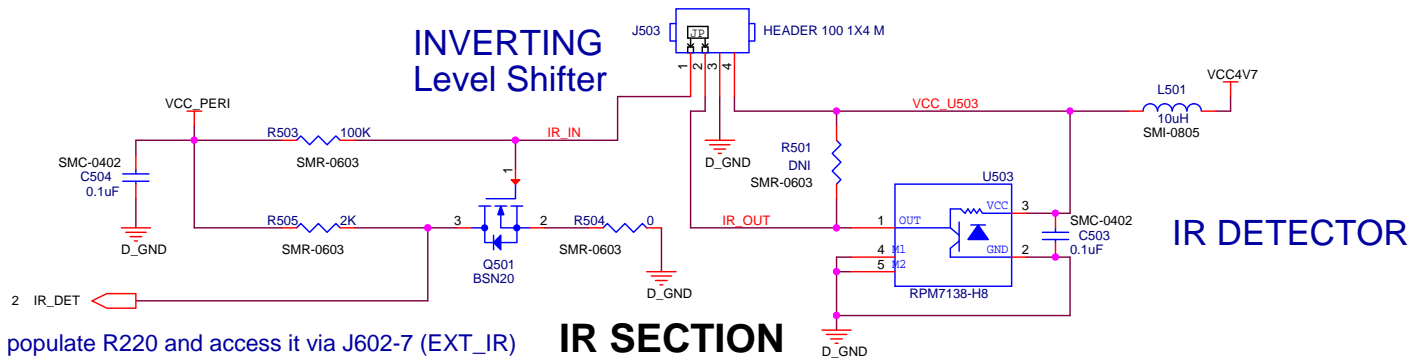 INVERTING
Level Shifter
J503
JP
HEADER 100 1X4 M
1
2
3
4
VCC_PERI
R503
100K
SMR-0603
IR_IN
SMC-0402
C504
0.1uF
D_GND
R505
2K
SMR-0603
1
3
2
Q501
BSN20
R504
0
SMR-0603
D_GND
D_GND
VCC_U503
R501
DNI
SMR-0603
IR_OUT
L501
10uH
SMI-0805
VCC4V7
U503
1
OUT
VCC
3
4
M1
5
M2
GND
2
RPM7138-H8
SMC-0402
C503
0.1uF
D_GND
IR DETECTOR
2
IR_DET
populate R220 and access it via J602-7 (EXT_IR)
IR SECTION